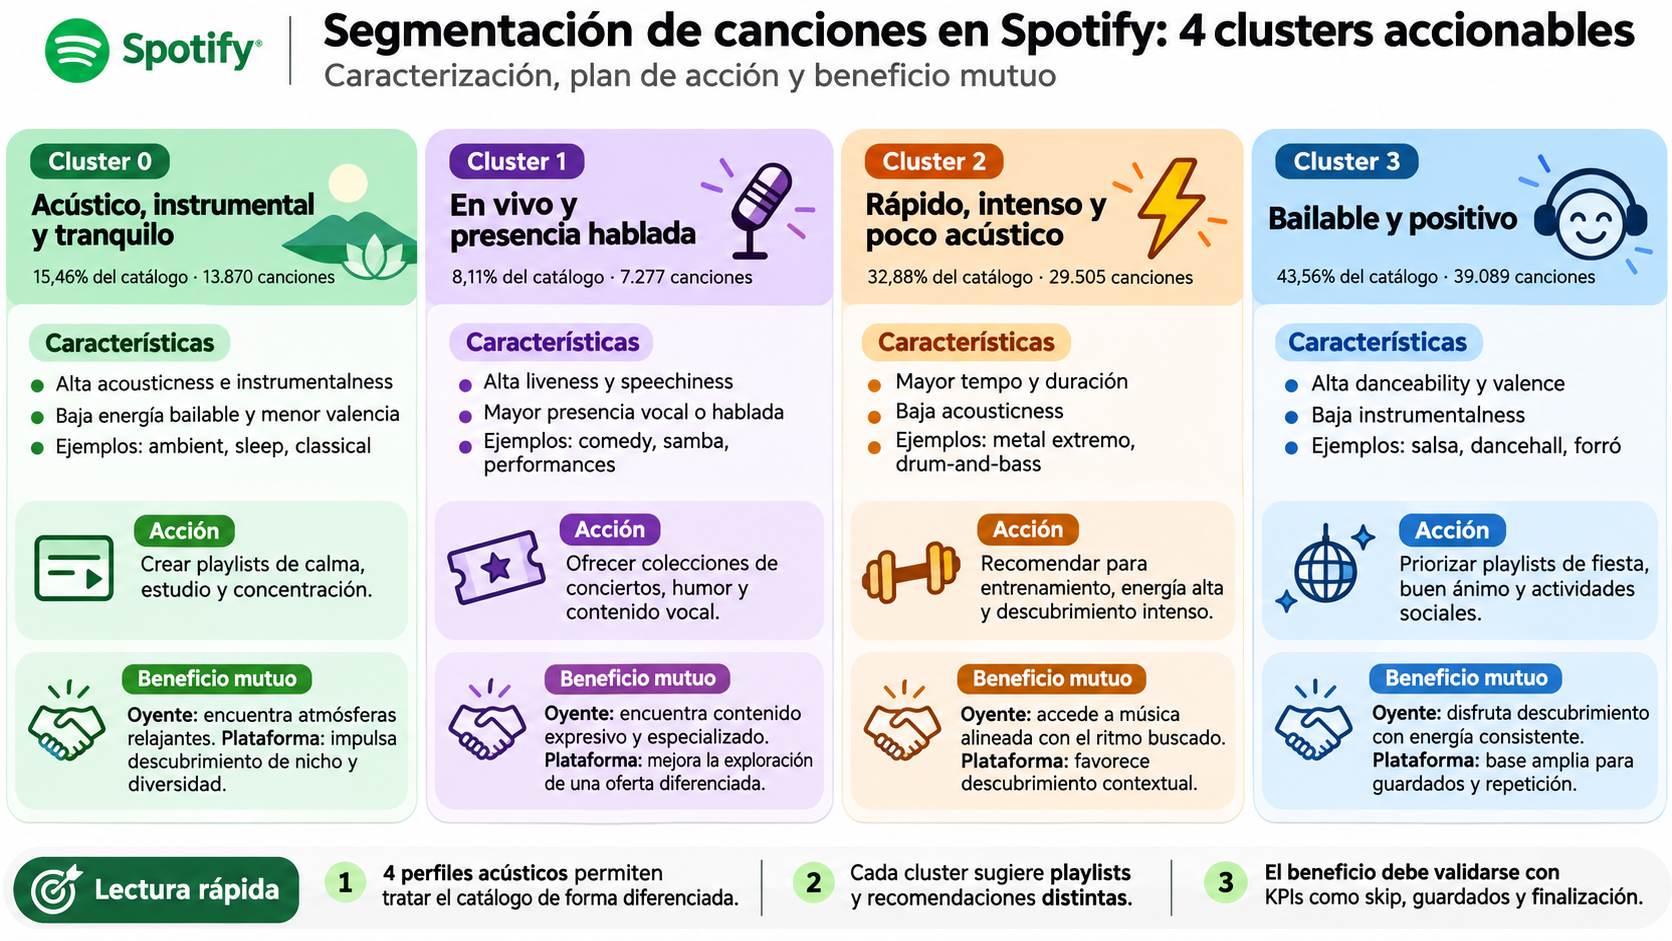 Spotify®
Segmentación de canciones en Spotify: 4 clusters accionables
Caracterización, plan de acción y beneficio mutuo
Cluster 0
Acústico, instrumental
y tranquilo
15,46% del catálogo · 13.870 canciones
Características
Alta acousticness e instrumentalness
Baja energía bailable y menor valencia
Ejemplos: ambient, sleep, classical
Acción
Crear playlists de calma,
estudio y concentración.
Beneficio mutuo
Oyente: encuentra atmósferas
relajantes. Plataforma: impulsa
descubrimiento de nicho y
diversidad.
Cluster 1
En vivo y
presencia hablada
8,11% del catálogo · 7.277 canciones
Características
Alta liveness y speechiness
Mayor presencia vocal o hablada
Ejemplos: comedy, samba,
performances
Acción
Ofrecer colecciones de
conciertos, humor y
contenido vocal.
Beneficio mutuo
Oyente: encuentra contenido
expresivo y especializado.
Plataforma: mejora la exploración
de una oferta diferenciada.
Cluster 2
Rápido, intenso y
poco acústico
32,88% del catálogo · 29.505 canciones
Características
Mayor tempo y duración
Baja acousticness
Ejemplos: metal extremo,
drum-and-bass
Acción
Recomendar para
entrenamiento, energía alta
y descubrimiento intenso.
Beneficio mutuo
Oyente: accede a música
alineada con el ritmo buscado.
Plataforma: favorece
descubrimiento contextual.
Cluster 3
Bailable y positivo
43,56% del catálogo · 39.089 canciones
Características
Alta danceability y valence
Baja instrumentalness
Ejemplos: salsa, dancehall, forró
Acción
Priorizar playlists de fiesta,
buen ánimo y actividades
sociales.
Beneficio mutuo
Oyente: disfruta descubrimiento
con energía consistente.
Plataforma: base amplia para
guardados y repetición.
Lectura rápida
1
4 perfiles acústicos permiten
tratar el catálogo de forma diferenciada.
2
Cada cluster sugiere playlists
y recomendaciones distintas.
3
El beneficio debe validarse con
KPIs como skip, guardados y finalización.